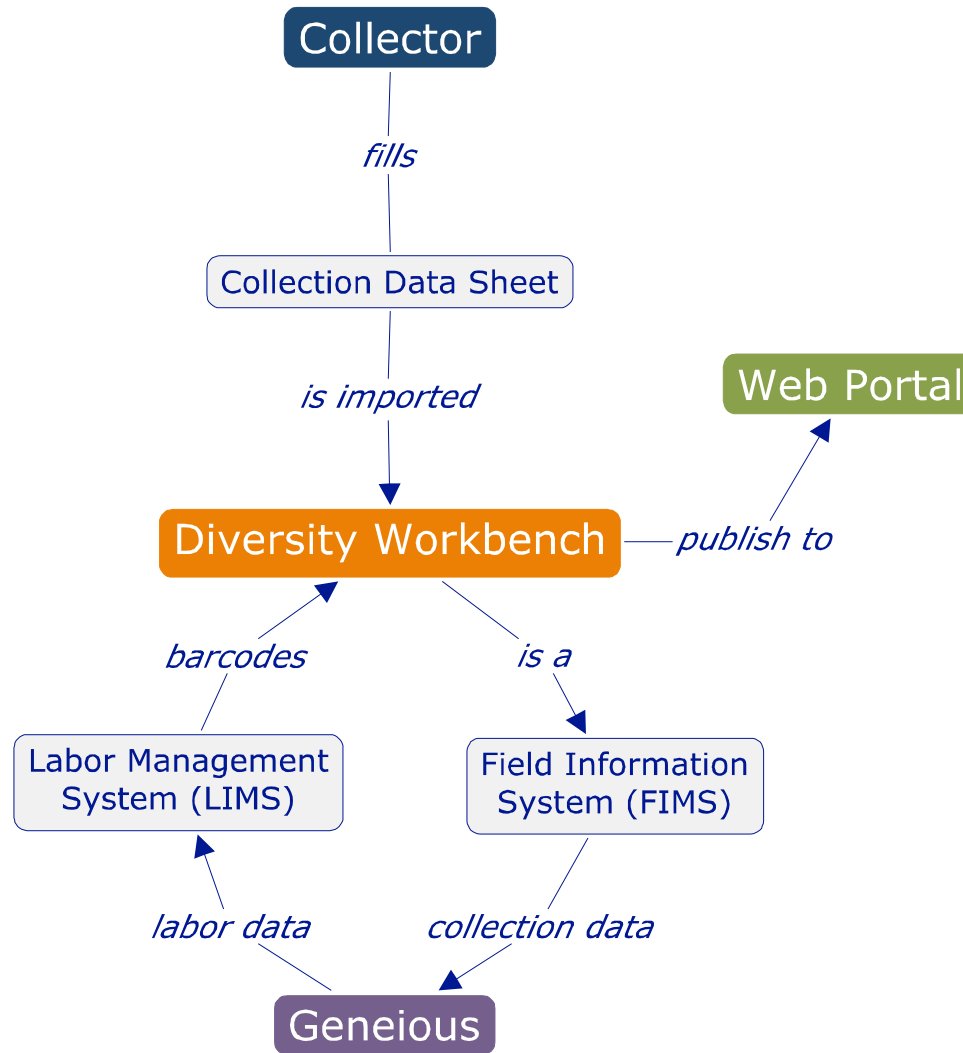 Collector
fills
Collection Data Sheet
is imported
Web Portal
Diversity Workbench
publish to
barcodes
is a
Labor Management
System (LIMS)
Field Information
System (FIMS)
labor data
collection data
Geneious